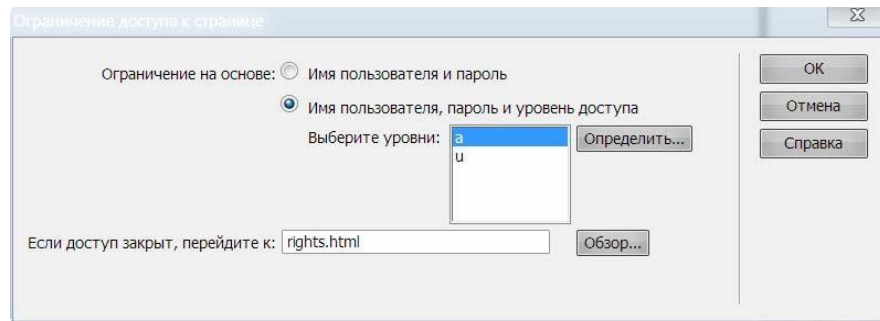 Ограничение доступа к странице
Ограничение на основе: Имя пользователя и пароль
Имя пользователя, пароль и уровень доступа
Выберите уровни: a
u
Определить...
Если доступ закрыт, перейдите к: rights.html
Обзор...
OK
Отмена
Справка